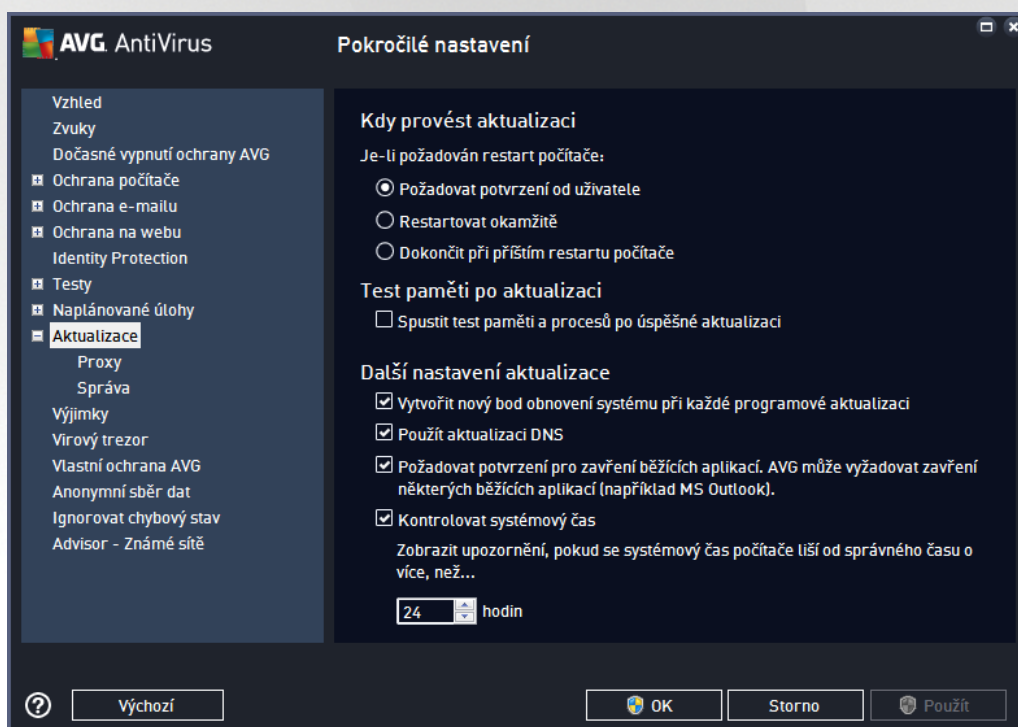 AVG. AntiVirus
Pokročilé nastavení
Vzhled
Zvuky
Dočasné vypnutí ochrany AVG
Ochrana počítače
Ochrana e-mailu
Ochrana na webu
Identity Protection
Testy
Naplánované úlohy
Aktualizace
Proxy
Správa
Výjimky
Virový trezor
Vlastní ochrana AVG
Anonymní sběr dat
Ignorovat chybový stav
Advisor - Známé sítě
Kdy provést aktualizaci
Je-li požadován restart počítače:
Požadovat potvrzení od uživatele
Restartovat okamžitě
Dokončit při příštím restartu počítače
Test paměti po aktualizaci
Spustit test paměti a procesů po úspěšné aktualizaci
Další nastavení aktualizace
Vytvořit nový bod obnovení systému při každé programové aktualizaci
Použít aktualizaci DNS
Požadovat potvrzení pro zavření běžících aplikací. AVG může vyžadovat zavření
některých běžících aplikací (například MS Outlook).
Kontrolovat systémový čas
Zobrazit upozornění, pokud se systémový čas počítače liší od správného času o
více, než...
24 hodin
? Výchozí OK Storno Použít